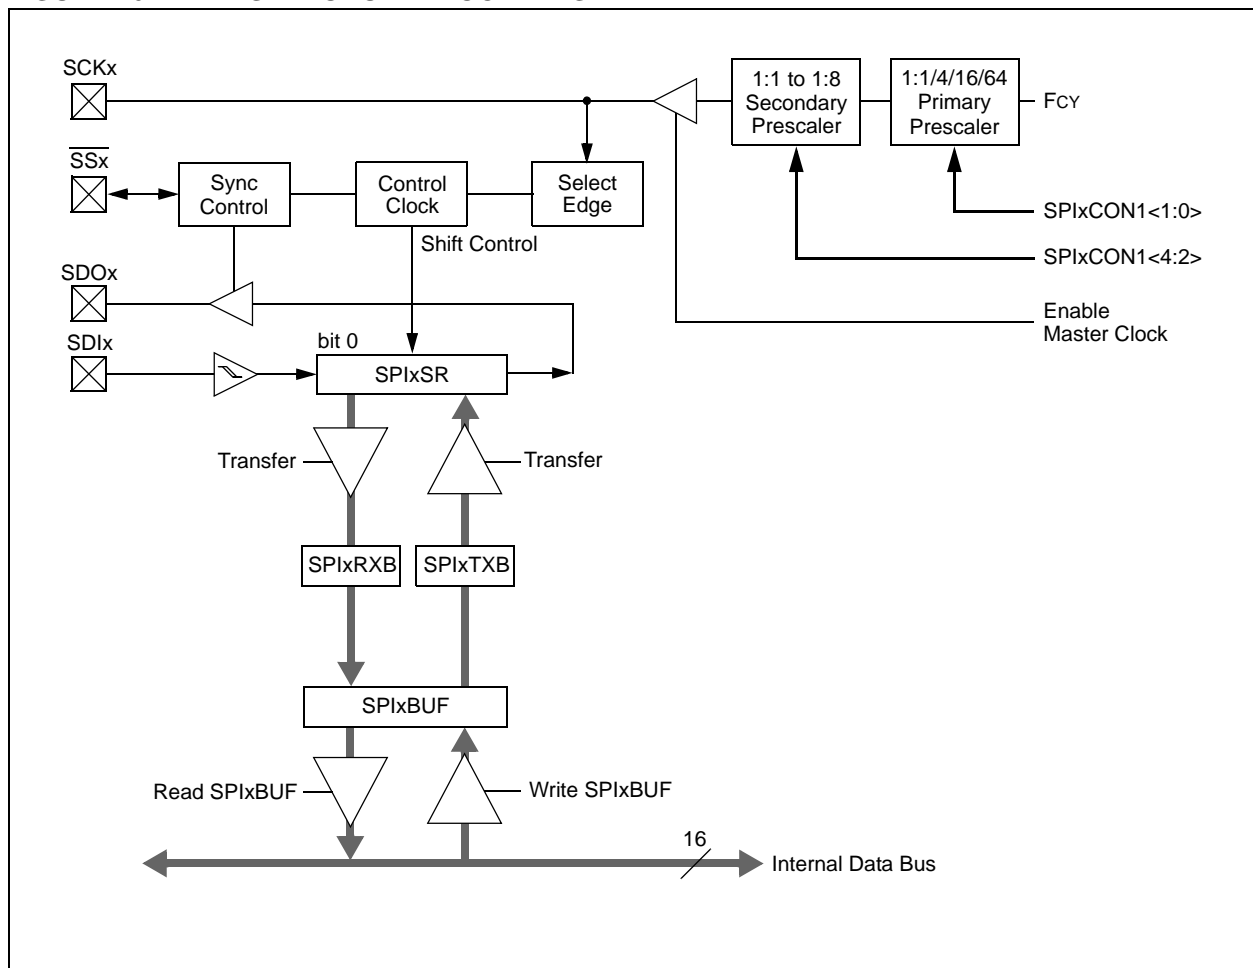 SCKx
1:1 to 1:8
Secondary
Prescaler
1:1/4/16/64
Primary
Prescaler
FCY
SSx
Sync
Control
Control
Clock
Select
Edge
Shift Control
SPIxCON1<1:0>
SPIxCON1<4:2>
SDOx
Enable
Master Clock
SDIx
bit 0
SPIxSR
Transfer
Transfer
SPIxRXB
SPIxTXB
SPIxBUF
Read SPIxBUF
Write SPIxBUF
16
Internal Data Bus